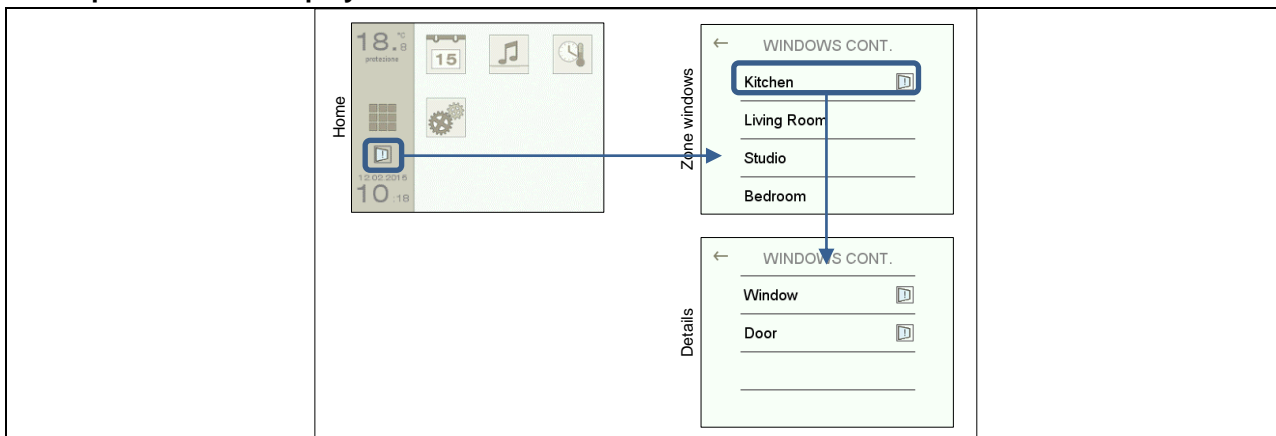 Home
18.8 °C
protezione
15
12.02.2016
10:18
Zone windows
← WINDOWS CONT.
Kitchen
Living Room
Studio
Bedroom
Details
← WINDOWS CONT.
Window
Door